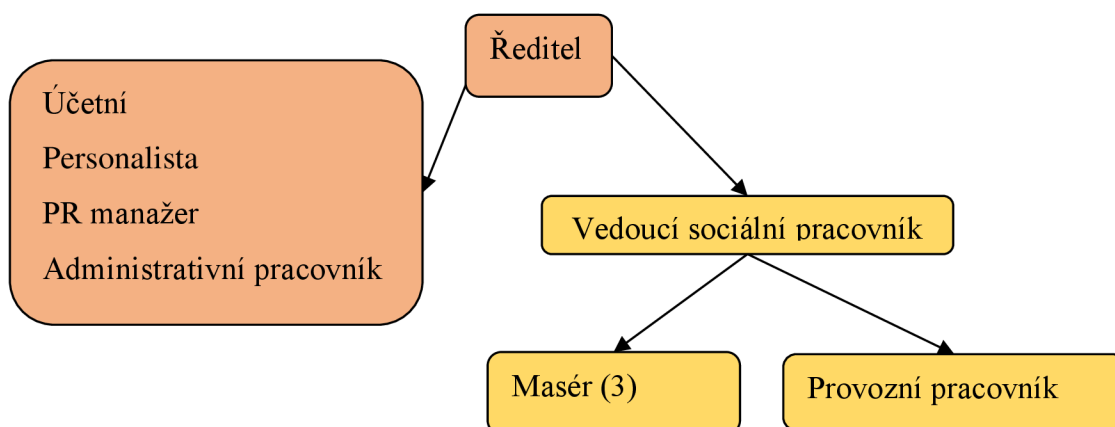 Ředitel
Účetní
Personalista
PR manažer
Administrativní pracovník
Vedoucí sociální pracovník
Masér (3)
Provozní pracovník